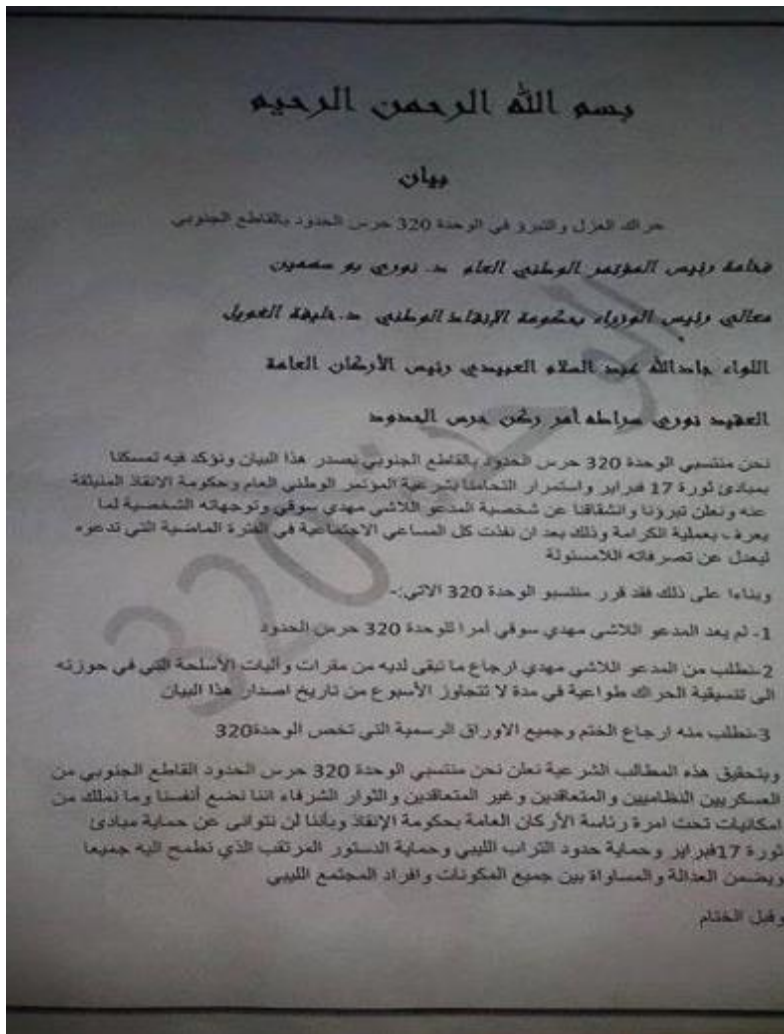 بسم الله الرحمن الرحيم
بيان
حراك العزل والتبرؤ في الوحدة 320 حرس الحدود بالقاطع الجنوبي
فخامة رئيس المؤتمر الوطني العام د. نوري بو سهمين
معالي رئيس الوزراء بحكومة الإنقاذ الوطني د. خليفة الغويل
اللواء جادالله عبد السلام العبيدي رئيس الأركان العامة
العقيد نوري شراطه أمر ركن حرس الحدود
نحن منتسبي الوحدة 320 حرس الحدود بالقاطع الجنوبي نصدر هذا البيان ونؤكد فيه تمسكنا
بمبادئ ثورة 17 فبراير واستمرار التحامنا بشرعية المؤتمر الوطني العام وحكومة الانقاذ المنبثقة
عنه ونعلن تبرؤنا وانشقاقنا عن شخصية المدعو اللاشي مهدي سوقي وتوجهاته الشخصية لما
يعرف بعملية الكرامة وذلك بعد ان نفذت كل المساعي الاجتماعية في الفترة الماضية التي تدعوه
ليعدل عن تصرفاته اللامسئولة
وبناءا على ذلك فقد قرر منتسبو الوحدة 320 الاتي:-
1- لم يعد المدعو اللاشي مهدي سوقي أمرا للوحدة 320 حرس الحدود
2-نطلب من المدعو اللاشي مهدي ارجاع ما تبقى لديه من مقرات وأليات الأسلحة التي في حوزته
الى تنسيقية الحراك طواعية في مدة لا تتجاوز الأسبوع من تاريخ اصدار هذا البيان
3-نطلب منه ارجاع الختم وجميع الاوراق الرسمية التي تخص الوحدة320
وبتحقيق هذه المطالب الشرعية نعلن نحن منتسبي الوحدة 320 حرس الحدود القاطع الجنوبي من
العسكريين النظاميين والمتعاقدين وغير المتعاقدين والثوار الشرفاء اننا نضع أنفسنا وما نملك من
امكانيات تحت امرة رئاسة الأركان العامة بحكومة الإنقاذ وبأننا لن نتوانى عن حماية مبادئ
ثورة 17فبراير وحماية حدود التراب الليبي وحماية الدستور المرتقب الذي نطمح اليه جميعا
ويضمن العدالة والمساواة بين جميع المكونات وافراد المجتمع الليبي
وقبل الختام